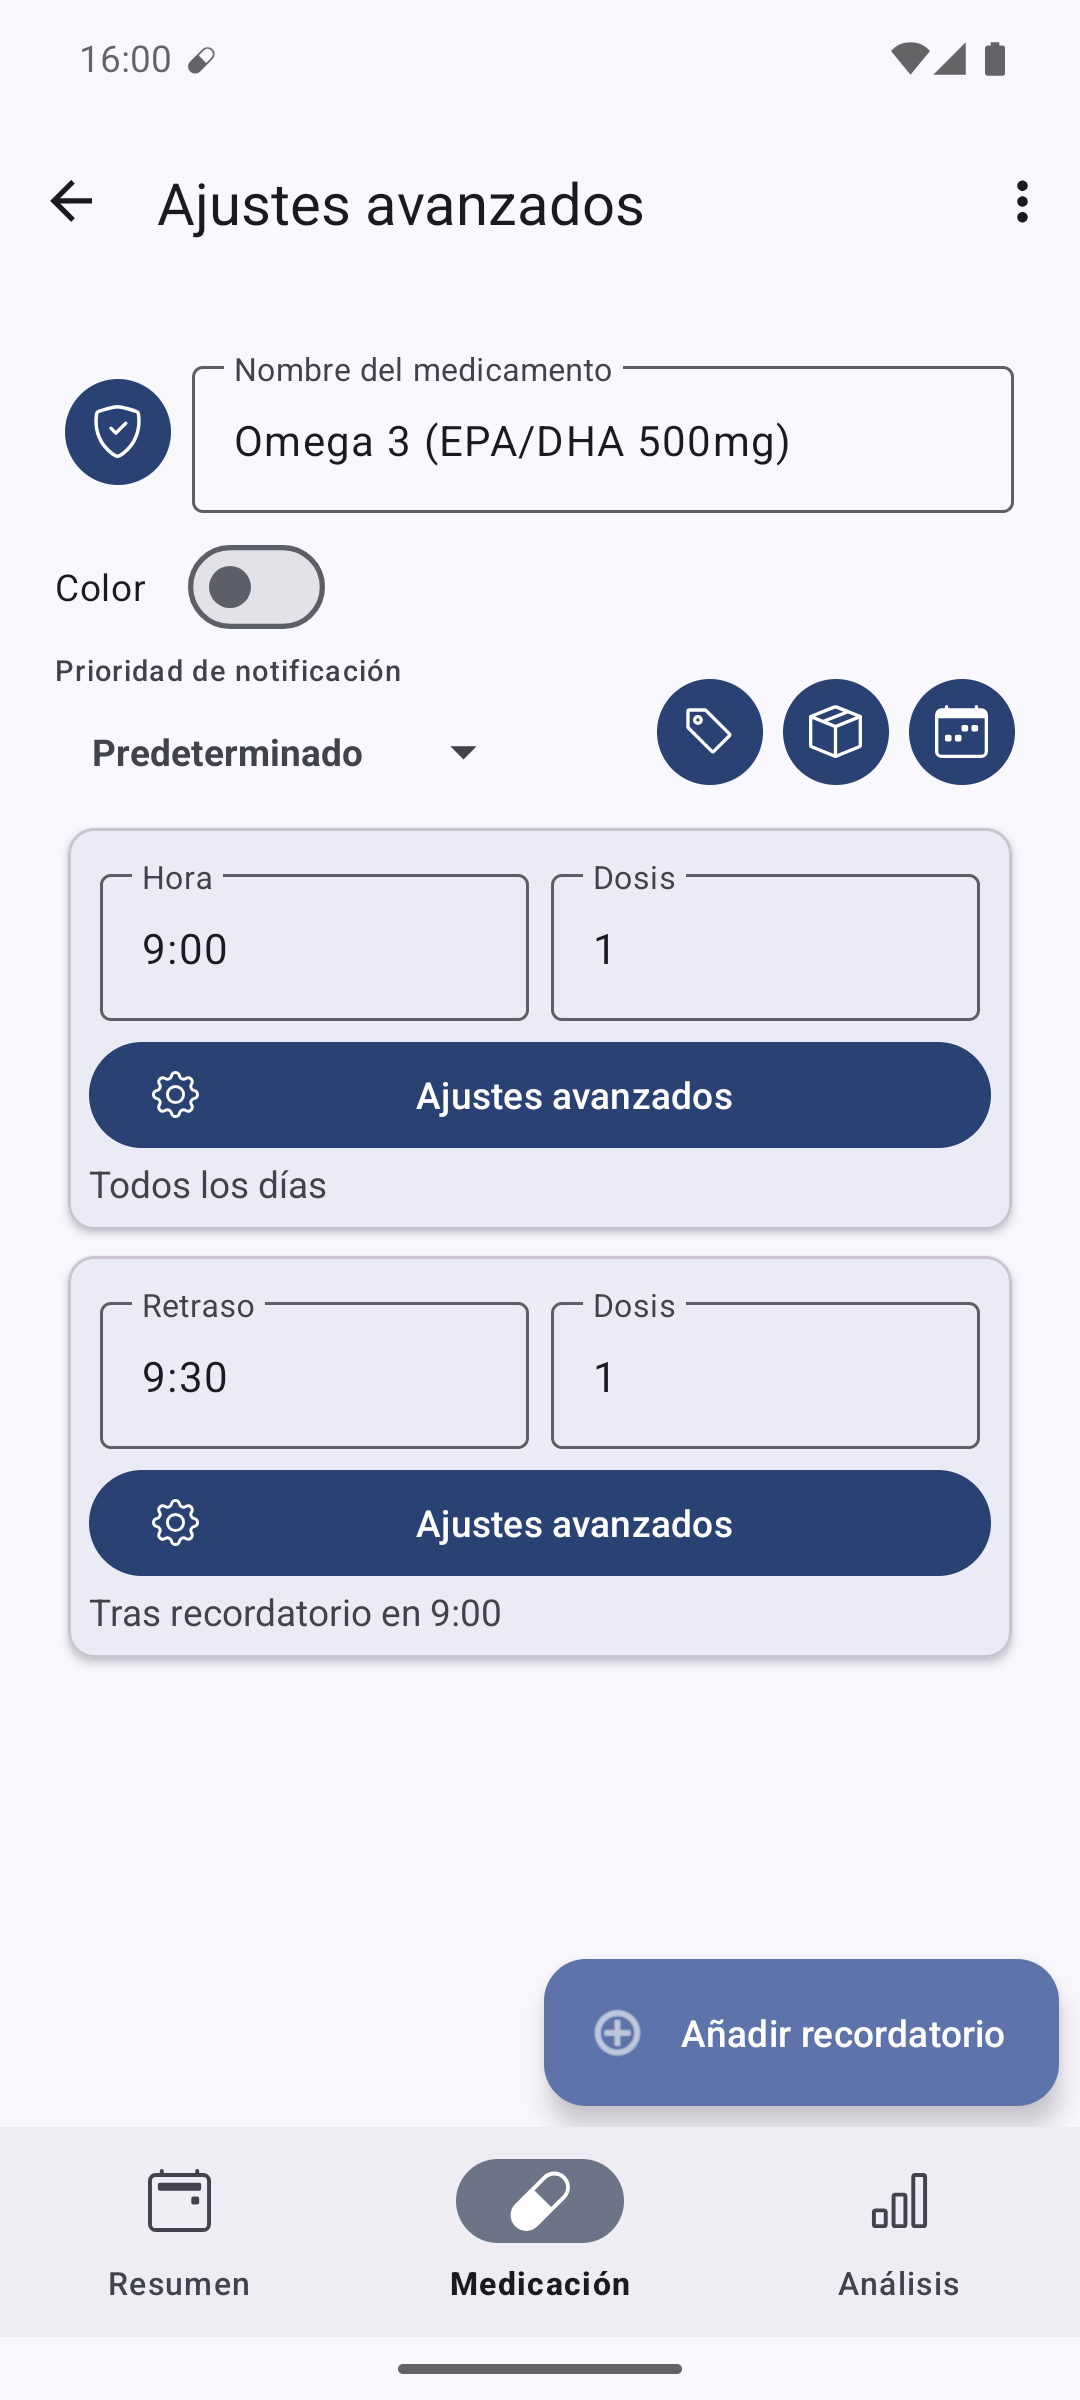 16:00
Ajustes avanzados
Nombre del medicamento
Omega 3 (EPA/DHA 500mg)
Color
Prioridad de notificación
Predeterminado
Hora
Dosis
9:00
1
Ajustes avanzados
Todos los días
Retraso
Dosis
9:30
1
Ajustes avanzados
Tras recordatorio en 9:00
Añadir recordatorio
Resumen
Medicación
Análisis